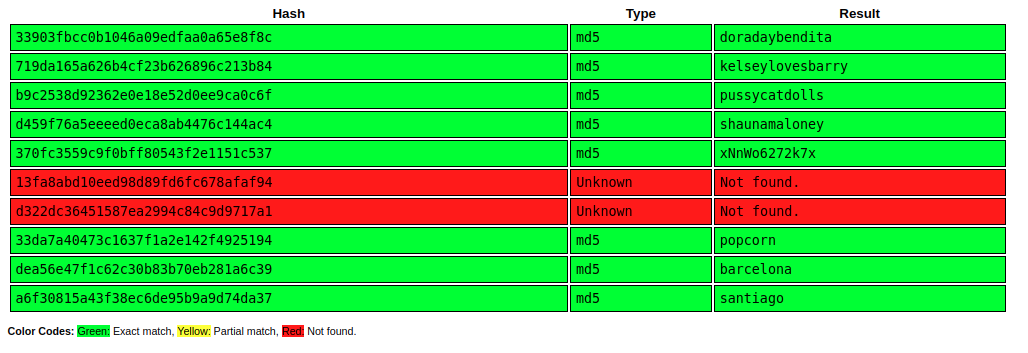 Hash Type Result
33903fbcc0b1046a09edfaa0a65e8f8c md5 doradaybendita
719da165a626b4cf23b626896c213b84 md5 kelseylovesbarry
b9c2538d92362e0e18e52d0ee9ca0c6f md5 pussycatdolls
d459f76a5eeeed0eca8ab4476c144ac4 md5 shaunamaloney
370fc3559c9f0bff80543f2e1151c537 md5 xNnWo6272k7x
13fa8abd10eed98d89fd6fc678afaf94 Unknown Not found.
d322dc36451587ea2994c84c9d9717a1 Unknown Not found.
33da7a40473c1637f1a2e142f4925194 md5 popcorn
dea56e47f1c62c30b83b70eb281a6c39 md5 barcelona
a6f30815a43f38ec6de95b9a9d74da37 md5 santiago
Color Codes: Green: Exact match, Yellow: Partial match, Red: Not found.